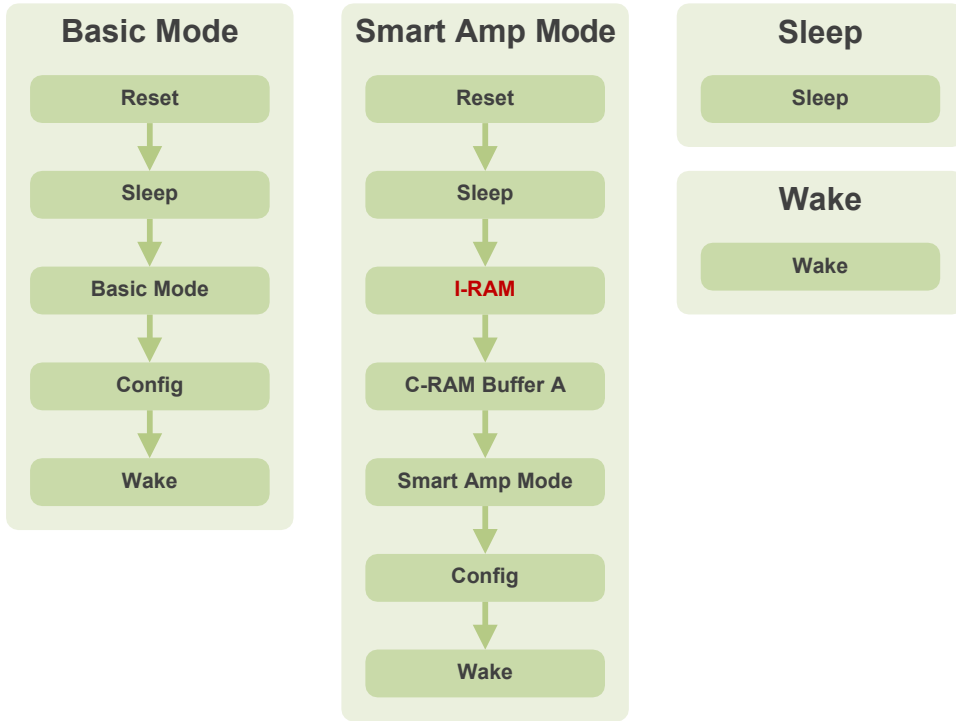 Basic Mode
Reset
Sleep
Basic Mode
Config
Wake
Smart Amp Mode
Reset
Sleep
I-RAM
C-RAM Buffer A
Smart Amp Mode
Config
Wake
Sleep
Sleep
Wake
Wake